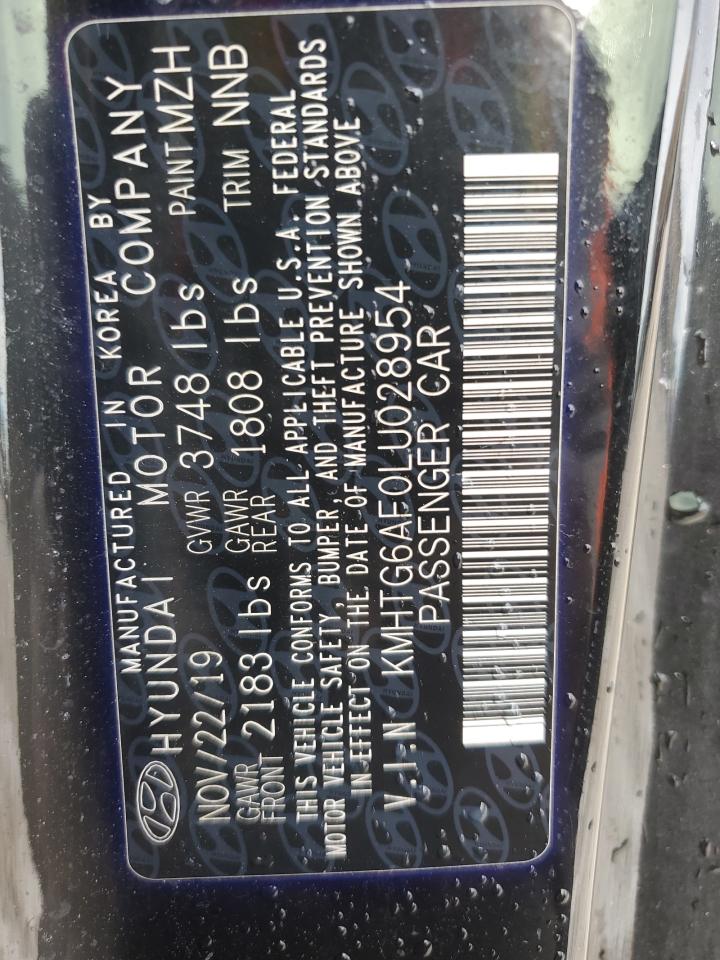 MANUFACTURED IN KOREA BY
HYUNDAI MOTOR COMPANY
NOV/22/19 GVWR 3748 lbs PAINT MZH
GAWR FRONT 2183 lbs GAWR REAR 1808 lbs TRIM NNB
THIS VEHICLE CONFORMS TO ALL APPLICABLE U.S.A. FEDERAL
MOTOR VEHICLE SAFETY, BUMPER, AND THEFT PREVENTION STANDARDS
IN EFFECT ON THE DATE OF MANUFACTURE SHOWN ABOVE
V.I.N: KMHTG6AF0LU028954
PASSENGER CAR